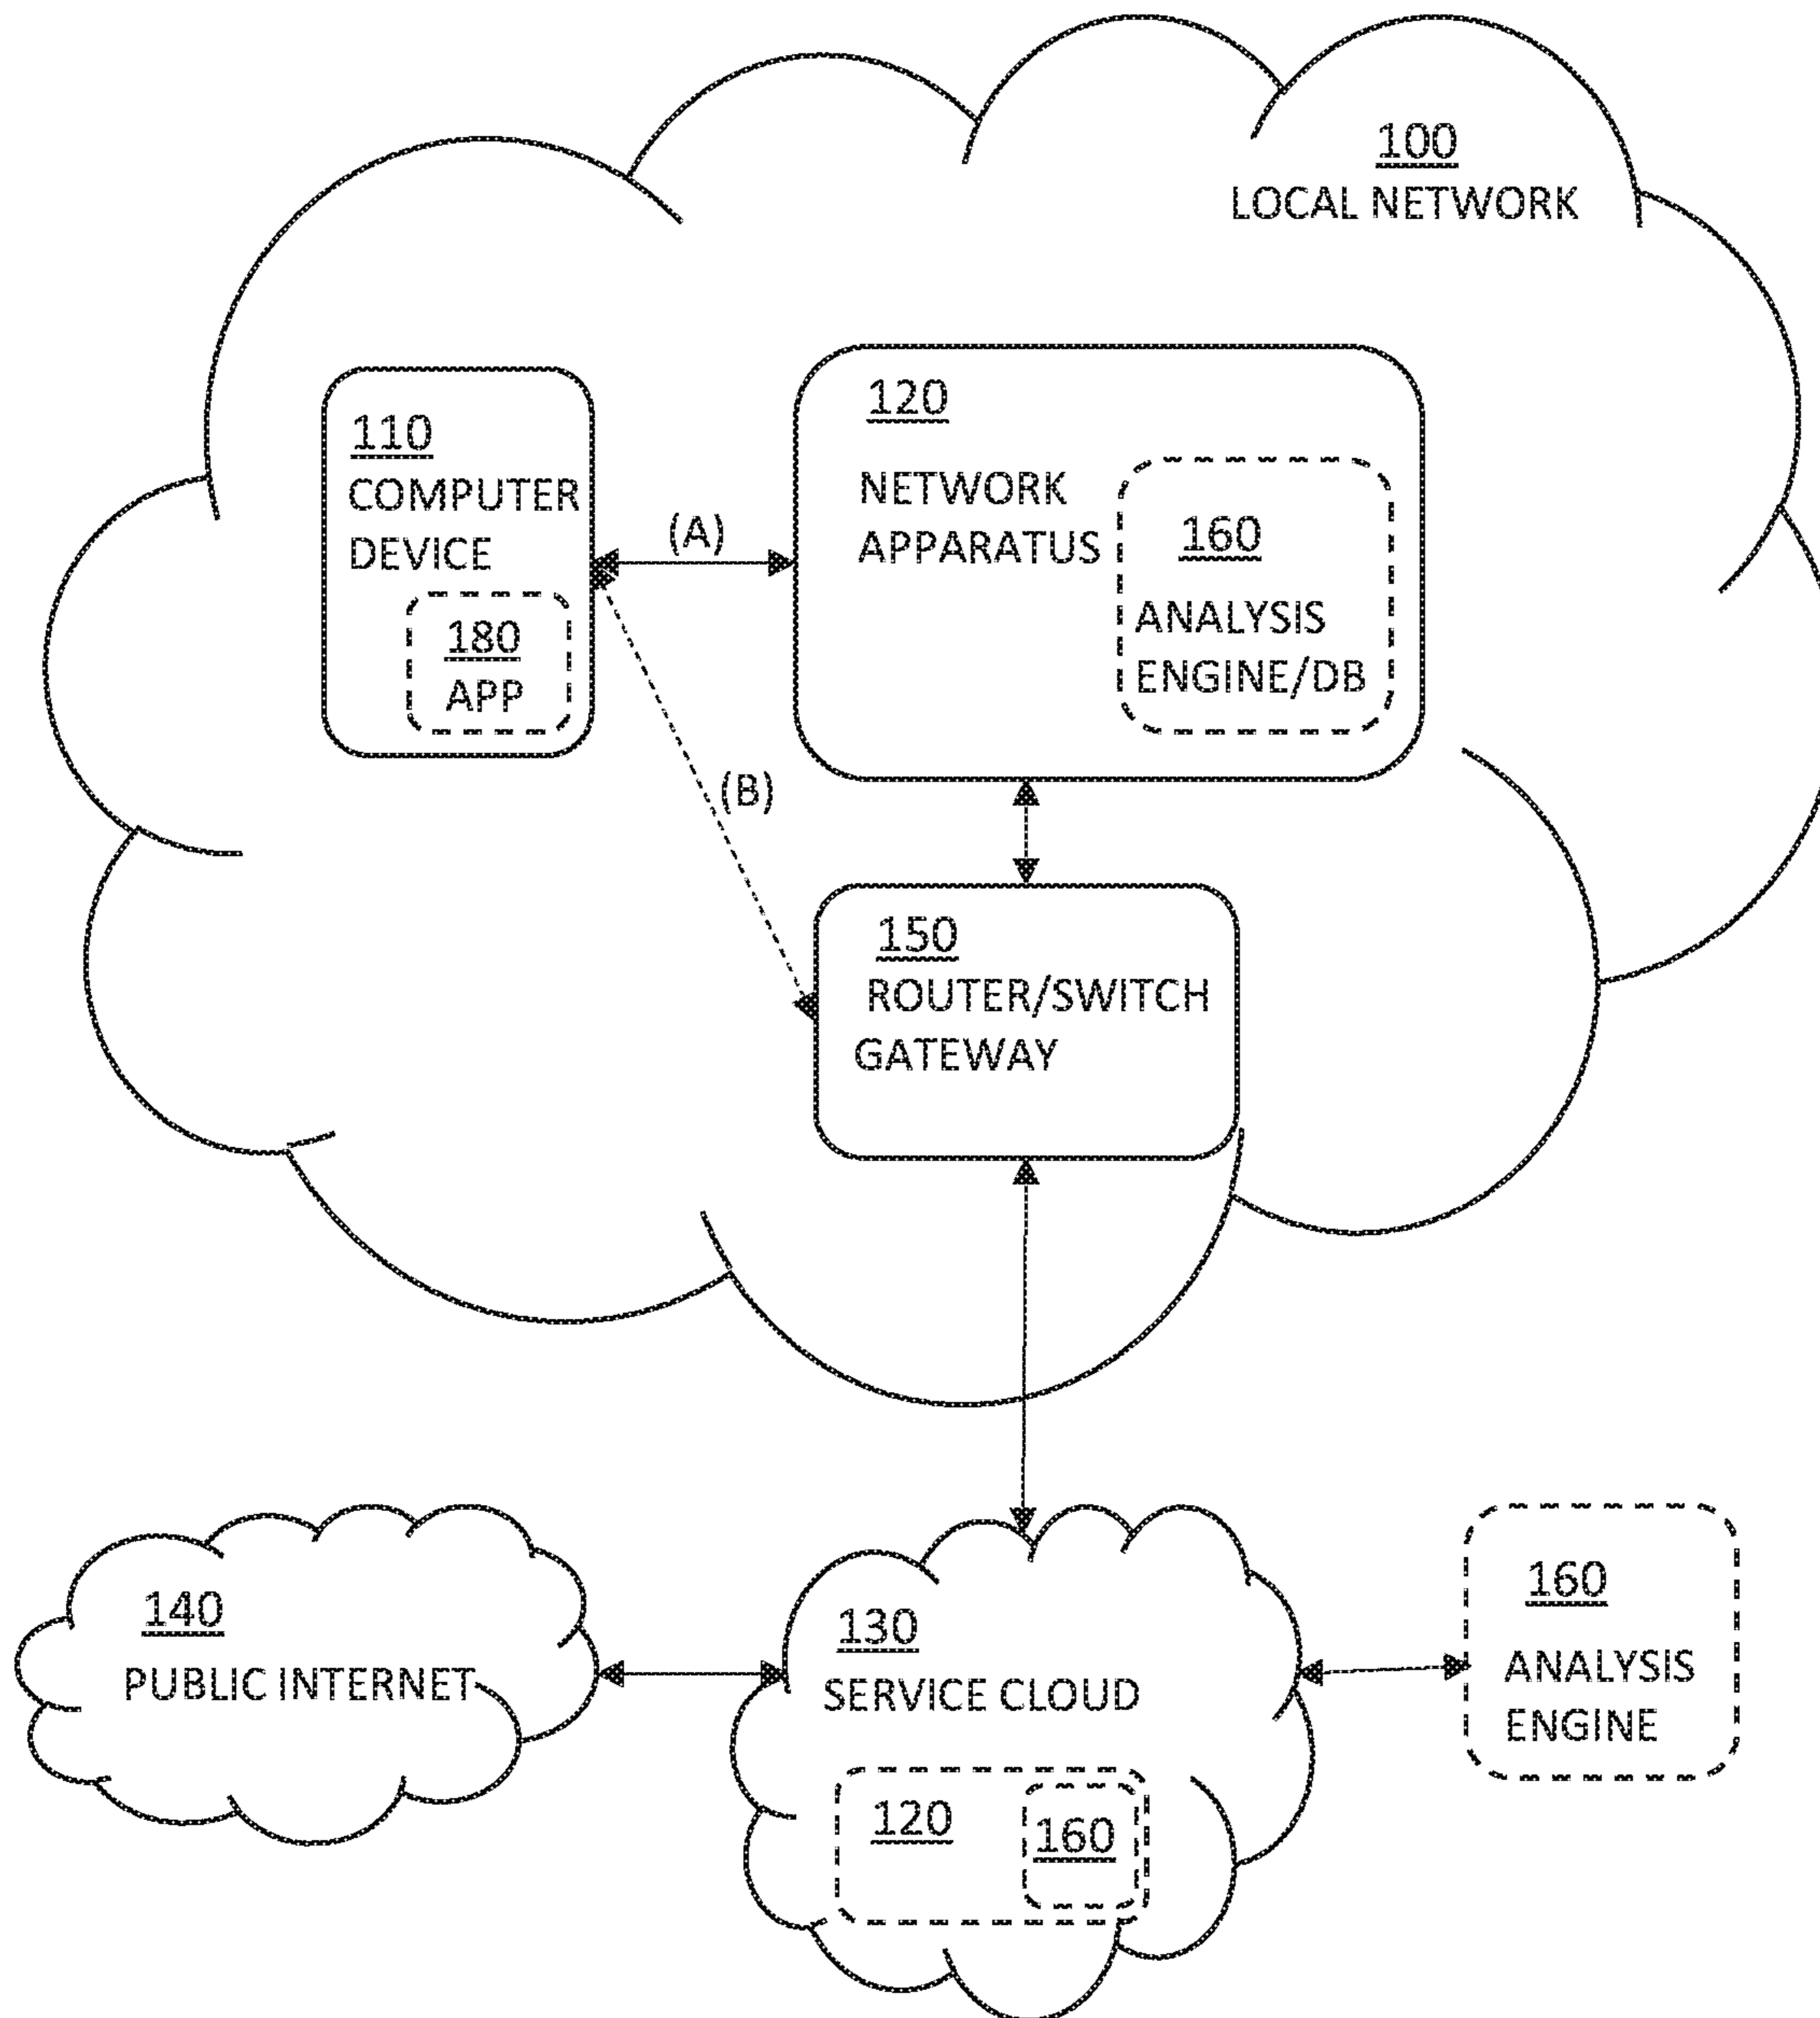 100
LOCAL NETWORK
110
COMPUTER
DEVICE
180
APP
(A)
120
NETWORK
APPARATUS
160
ANALYSIS
ENGINE/DB
(B)
150
ROUTER/SWITCH
GATEWAY
140
PUBLIC INTERNET
130
SERVICE CLOUD
120
160
160
ANALYSIS
ENGINE